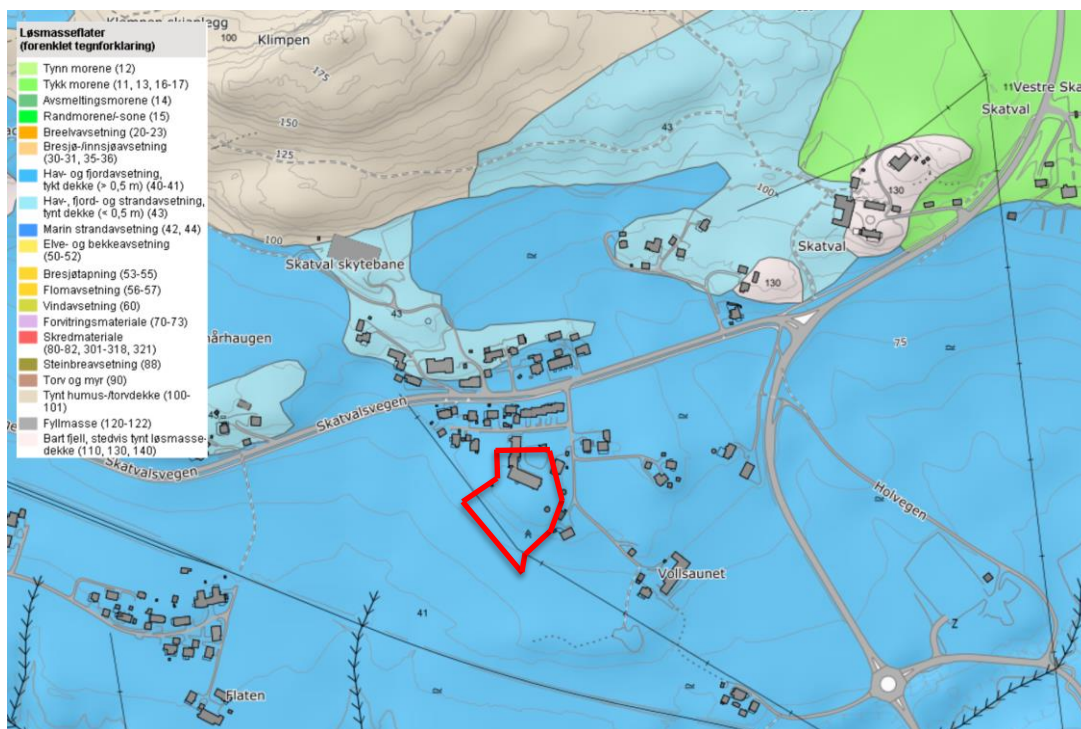 Løsmasseflater
(forenklet tegnforklaring)
Tynn morene (12)
Tykk morene (11, 13, 16-17)
Avsmeltingsmorene (14)
Randmorene/-sone (15)
Breelvavsetning (20-23)
Bresjø-/innsjøavsetning
(30-31, 35-36)
Hav- og fjordavsetning,
tykt dekke (> 0,5 m) (40-41)
Hav-, fjord- og strandavsetning,
tynt dekke (< 0,5 m) (43)
Marin strandavsetning (42, 44)
Elve- og bekkeavsetning
(50-52)
Bresjøtapning (53-55)
Flomavsetning (56-57)
Vindavsetning (60)
Forvitringsmateriale (70-73)
Skredmateriale
(80-82, 301-318, 321)
Steinbreavsetning (88)
Torv og myr (90)
Tynt humus-/torvdekke (100-
101)
Fyllmasse (120-122)
Bart fjell, stedvis tynt løsmasse-
dekke (110, 130, 140)
100
Klimpen
175
150
125
100
43
100
11
Vestre Ska
Skatval
130
Skatval
130
Skatval skytebane
43
75
Skatvalsvegen
Skatvalsvegen
Holvegen
Vollsaunet
41
Flaten